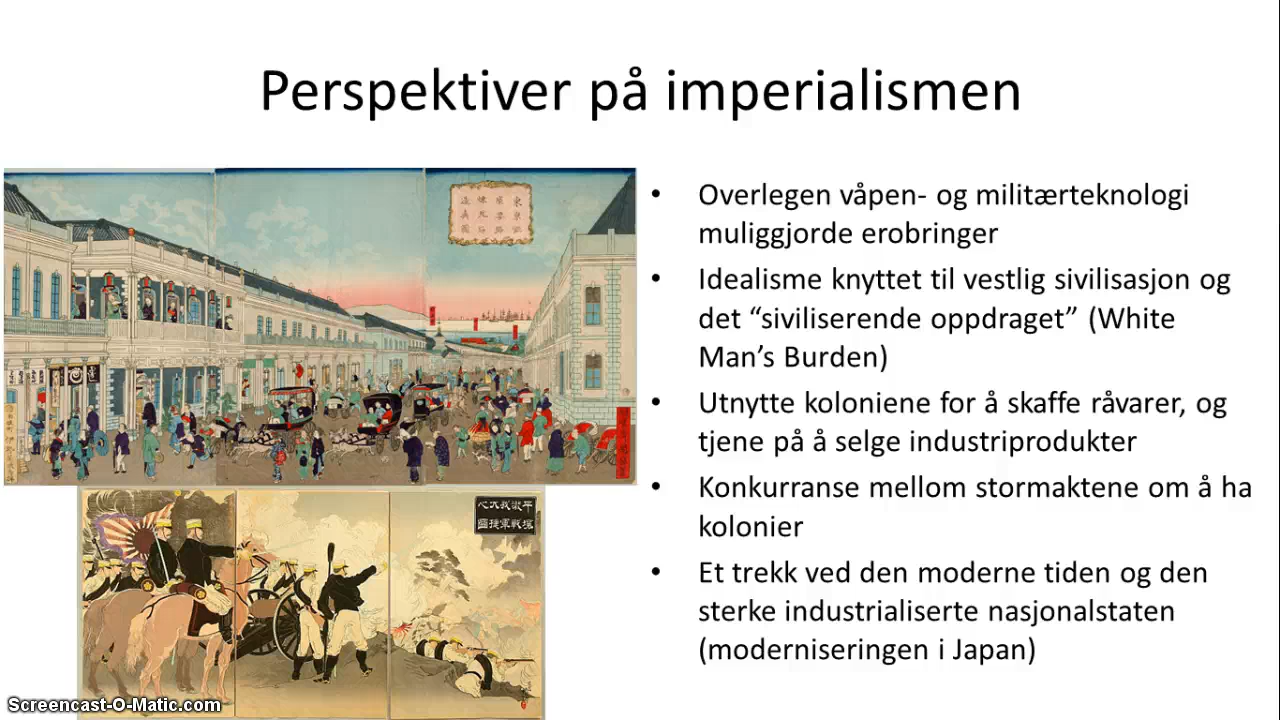 Perspektiver på imperialismen
• Overlegen våpen- og militærteknologi
muliggjorde erobringer
• Idealisme knyttet til vestlig sivilisasjon og
det “siviliserende oppdraget” (White
Man’s Burden)
• Utnytte koloniene for å skaffe råvarer, og
tjene på å selge industriprodukter
• Konkurranse mellom stormaktene om å ha
kolonier
• Et trekk ved den moderne tiden og den
sterke industrialiserte nasjonalstaten
(moderniseringen i Japan)
Screencast-O-Matic.com